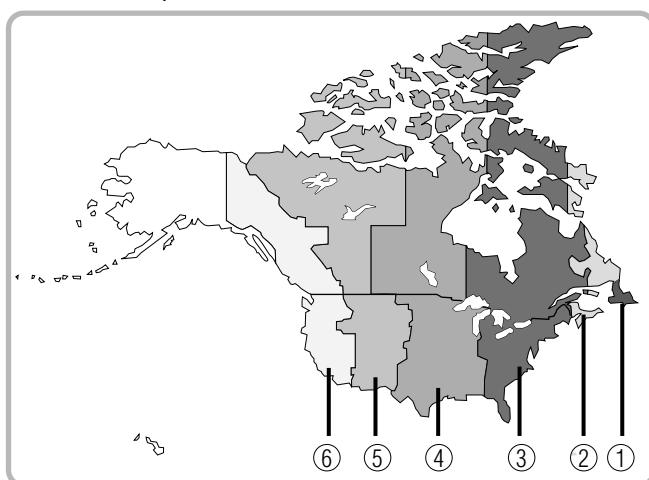 ⑥ ⑤ ④ ③ ② ①